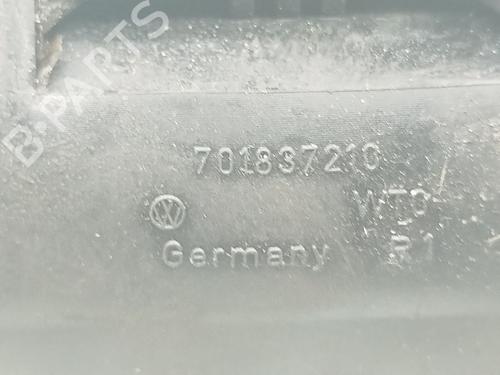 B-PARTS
701837210
WTO
Germany R1